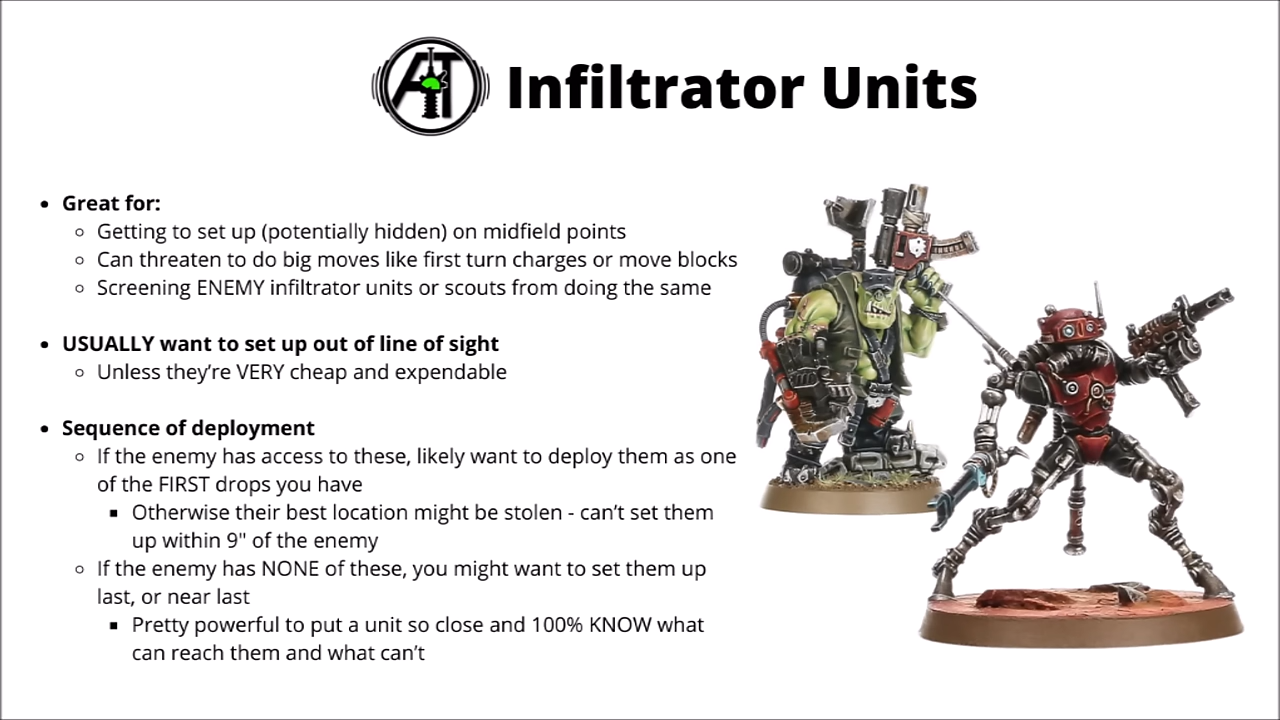 AT
Infiltrator Units
Great for:
Getting to set up (potentially hidden) on midfield points
Can threaten to do big moves like first turn charges or move blocks
Screening ENEMY infiltrator units or scouts from doing the same
USUALLY want to set up out of line of sight
Unless they're VERY cheap and expendable
Sequence of deployment
If the enemy has access to these, likely want to deploy them as one
of the FIRST drops you have
Otherwise their best location might be stolen - can't set them
up within 9" of the enemy
If the enemy has NONE of these, you might want to set them up
last, or near last
Pretty powerful to put a unit so close and 100% KNOW what
can reach them and what can't